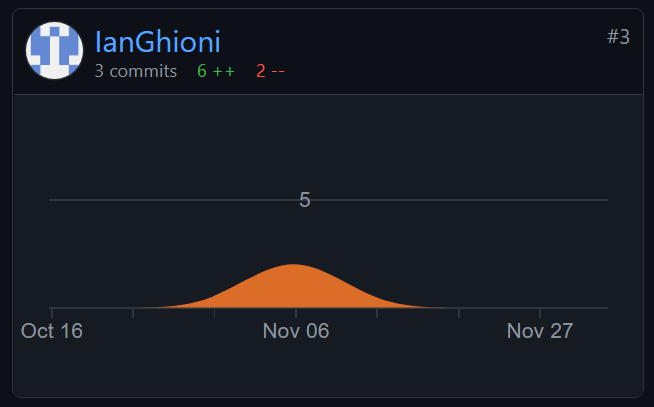 IanGhioni
#3
3 commits 6 ++ 2 --
5
Oct 16 Nov 06 Nov 27